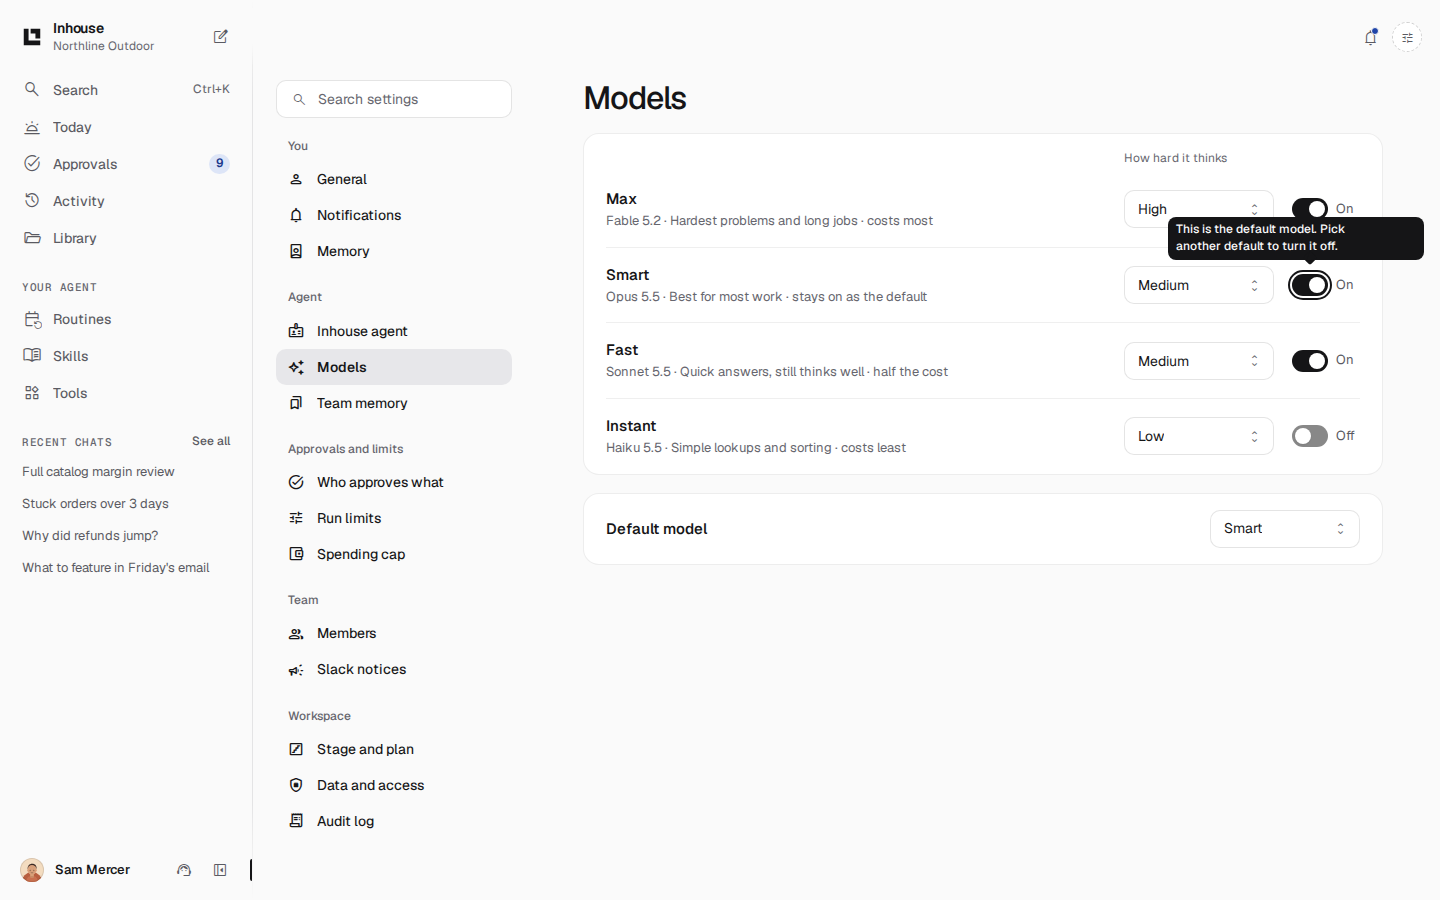 Inhouse
Northline Outdoor
Search Ctrl+K
Today
Approvals 9
Activity
Library
YOUR AGENT
Routines
Skills
Tools
RECENT CHATS See all
Full catalog margin review
Stuck orders over 3 days
Why did refunds jump?
What to feature in Friday's email
Sam Mercer
Search settings
You
General
Notifications
Memory
Agent
Inhouse agent
Models
Team memory
Approvals and limits
Who approves what
Run limits
Spending cap
Team
Members
Slack notices
Workspace
Stage and plan
Data and access
Audit log
Models
How hard it thinks
Max
Fable 5.2 · Hardest problems and long jobs · costs most
High On
This is the default model. Pick
another default to turn it off.
Smart
Opus 5.5 · Best for most work · stays on as the default
Medium On
Fast
Sonnet 5.5 · Quick answers, still thinks well · half the cost
Medium On
Instant
Haiku 5.5 · Simple lookups and sorting · costs least
Low Off
Default model Smart